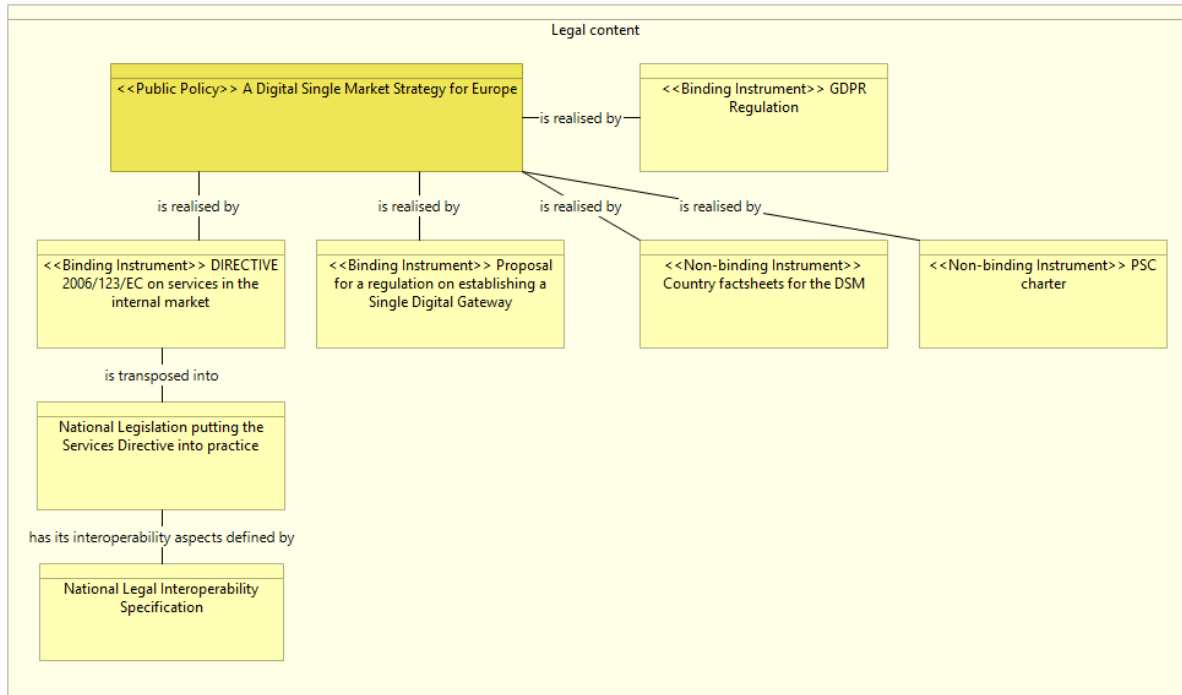 Legal content
<<Public Policy>> A Digital Single Market Strategy for Europe
is realised by
<<Binding Instrument>> GDPR
Regulation
is realised by
is realised by
is realised by
is realised by
<<Binding Instrument>> DIRECTIVE
2006/123/EC on services in the
internal market
<<Binding Instrument>> Proposal
for a regulation on establishing a
Single Digital Gateway
<<Non-binding Instrument>>
Country factsheets for the DSM
<<Non-binding Instrument>> PSC
charter
is transposed into
National Legislation putting the
Services Directive into practice
has its interoperability aspects defined by
National Legal Interoperability
Specification